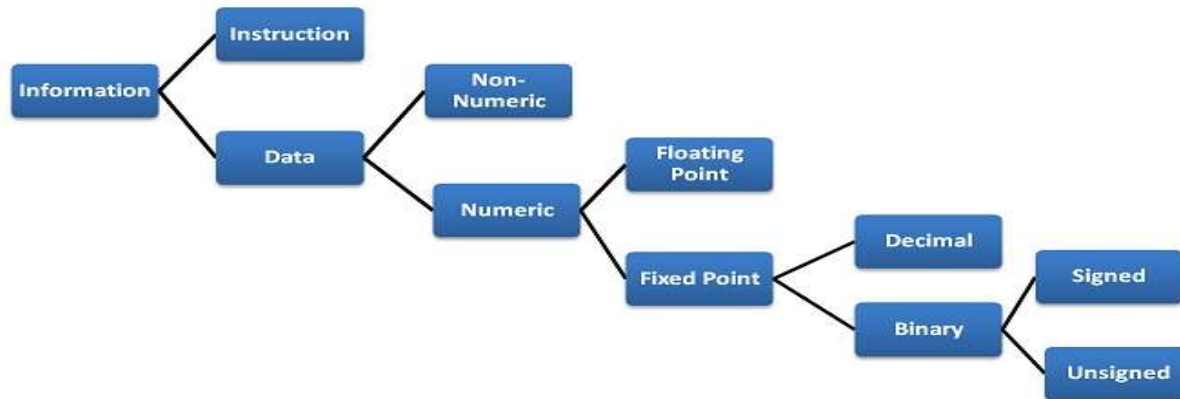 Instruction
Information
Non-
Numeric
Data
Floating
Point
Numeric
Decimal
Fixed Point
Signed
Binary
Unsigned